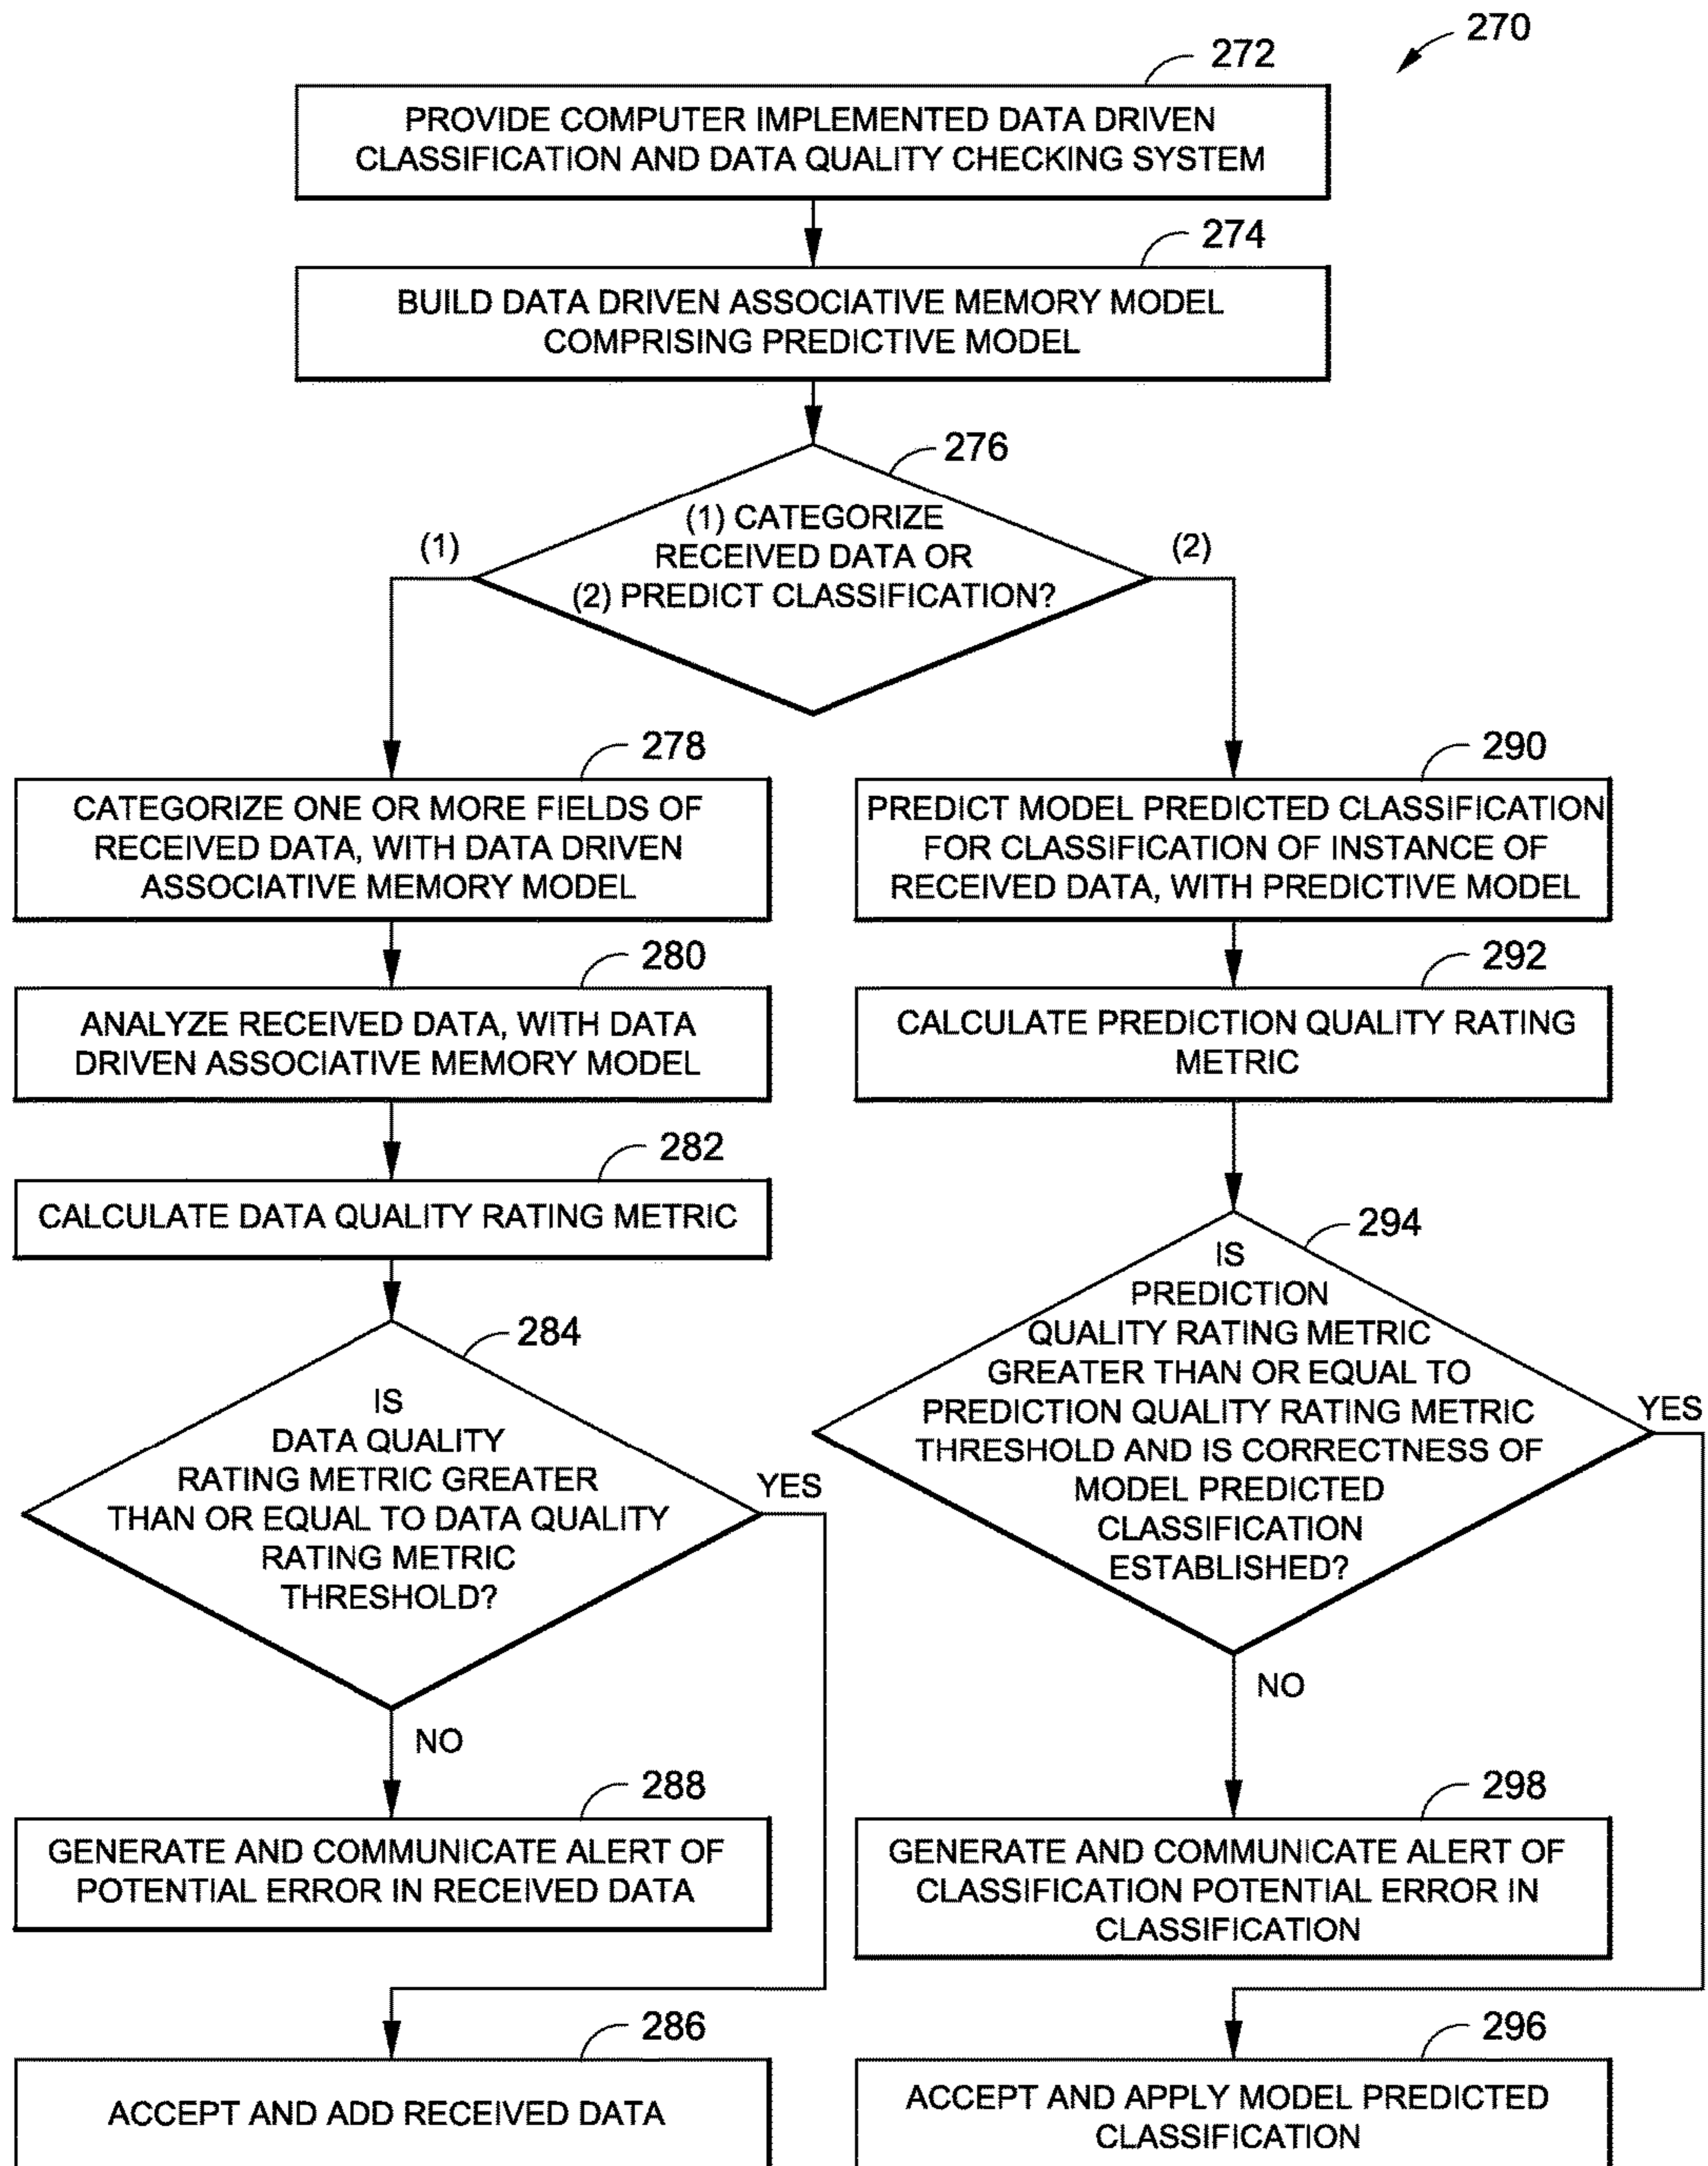 270
272
PROVIDE COMPUTER IMPLEMENTED DATA DRIVEN
CLASSIFICATION AND DATA QUALITY CHECKING SYSTEM
274
BUILD DATA DRIVEN ASSOCIATIVE MEMORY MODEL
COMPRISING PREDICTIVE MODEL
276
(1) CATEGORIZE
RECEIVED DATA OR
(2) PREDICT CLASSIFICATION?
(1)
(2)
278
CATEGORIZE ONE OR MORE FIELDS OF
RECEIVED DATA, WITH DATA DRIVEN
ASSOCIATIVE MEMORY MODEL
280
ANALYZE RECEIVED DATA, WITH DATA
DRIVEN ASSOCIATIVE MEMORY MODEL
282
CALCULATE DATA QUALITY RATING METRIC
284
IS
DATA QUALITY
RATING METRIC GREATER
THAN OR EQUAL TO DATA QUALITY
RATING METRIC
THRESHOLD?
YES
NO
288
GENERATE AND COMMUNICATE ALERT OF
POTENTIAL ERROR IN RECEIVED DATA
286
ACCEPT AND ADD RECEIVED DATA
290
PREDICT MODEL PREDICTED CLASSIFICATION
FOR CLASSIFICATION OF INSTANCE OF
RECEIVED DATA, WITH PREDICTIVE MODEL
292
CALCULATE PREDICTION QUALITY RATING
METRIC
294
IS
PREDICTION
QUALITY RATING METRIC
GREATER THAN OR EQUAL TO
PREDICTION QUALITY RATING METRIC
THRESHOLD AND IS CORRECTNESS OF
MODEL PREDICTED
CLASSIFICATION
ESTABLISHED?
YES
NO
298
GENERATE AND COMMUNICATE ALERT OF
CLASSIFICATION POTENTIAL ERROR IN
CLASSIFICATION
296
ACCEPT AND APPLY MODEL PREDICTED
CLASSIFICATION